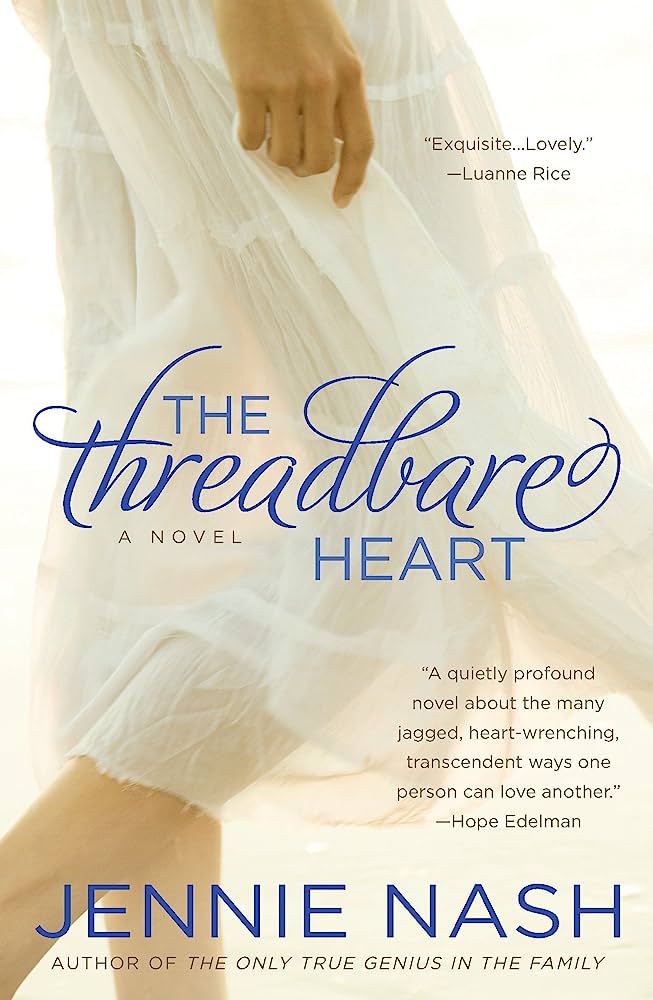 “Exquisite...Lovely.”
—Luanne Rice
THE
threadbare
A NOVEL
HEART
“A quietly profound
novel about the many
jagged, heart-wrenching,
transcendent ways one
person can love another.”
—Hope Edelman
JENNIE NASH
AUTHOR OF THE ONLY TRUE GENIUS IN THE FAMILY